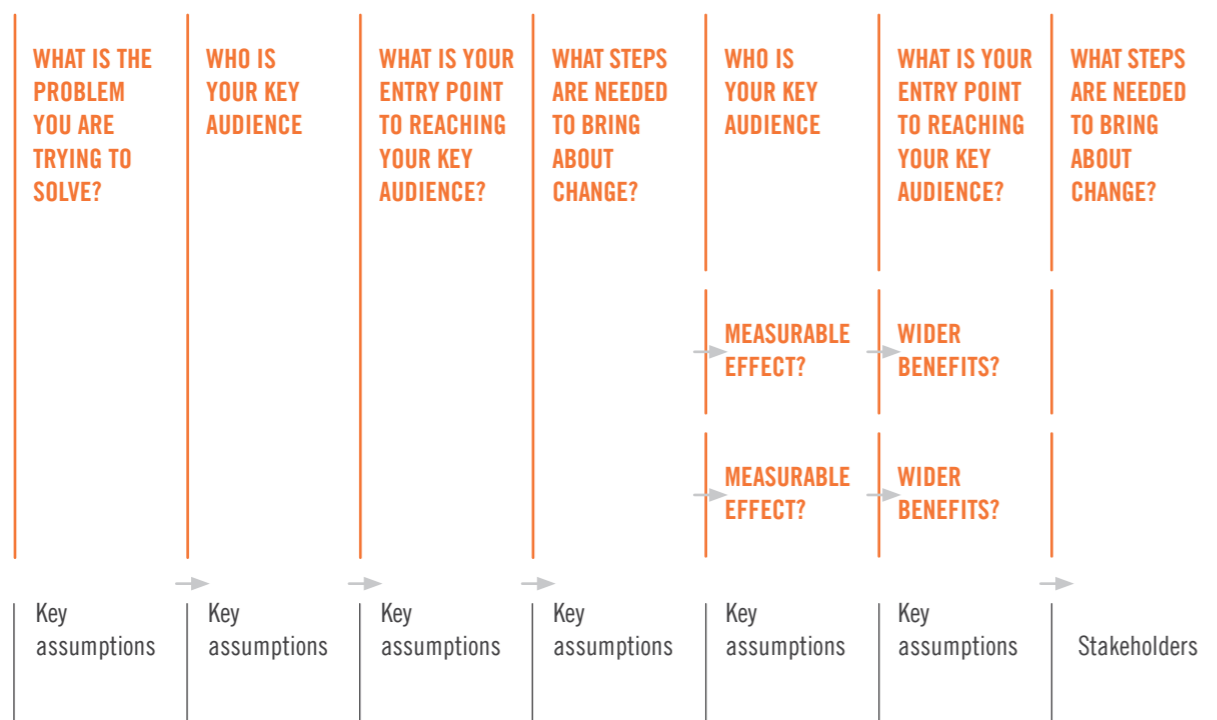 WHAT IS THE
PROBLEM
YOU ARE
TRYING TO
SOLVE?
WHO IS
YOUR KEY
AUDIENCE
WHAT IS YOUR
ENTRY POINT
TO REACHING
YOUR KEY
AUDIENCE?
WHAT STEPS
ARE NEEDED
TO BRING
ABOUT
CHANGE?
WHO IS
YOUR KEY
AUDIENCE
WHAT IS YOUR
ENTRY POINT
TO REACHING
YOUR KEY
AUDIENCE?
WHAT STEPS
ARE NEEDED
TO BRING
ABOUT
CHANGE?
MEASURABLE
EFFECT?
WIDER
BENEFITS?
MEASURABLE
EFFECT?
WIDER
BENEFITS?
Key
assumptions
Key
assumptions
Key
assumptions
Key
assumptions
Key
assumptions
Key
assumptions
Stakeholders